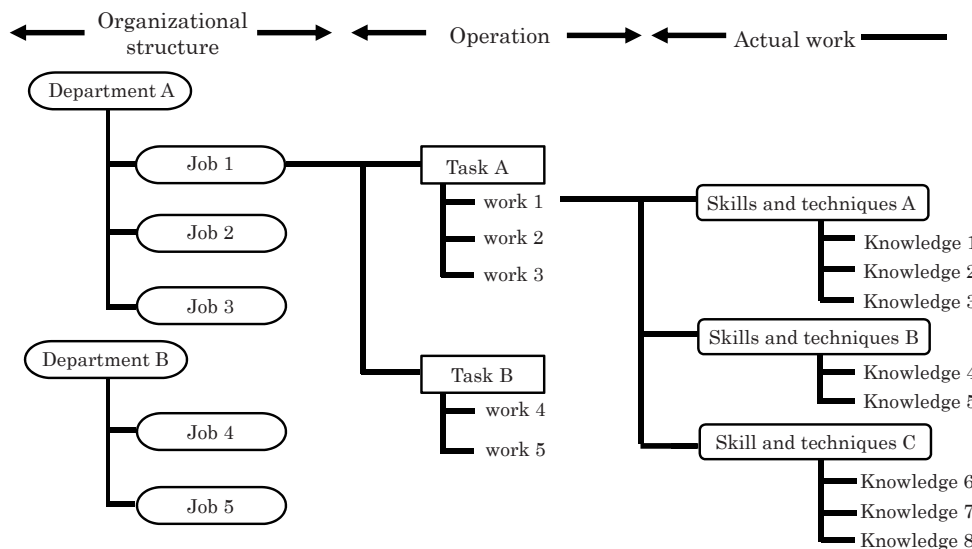 Organizational
structure
Operation
Actual work
Department A
Job 1
Job 2
Job 3
Department B
Job 4
Job 5
Task A
work 1
work 2
work 3
Task B
work 4
work 5
Skills and techniques A
Knowledge 1
Knowledge 2
Knowledge 3
Skills and techniques B
Knowledge 4
Knowledge 5
Skill and techniques C
Knowledge 6
Knowledge 7
Knowledge 8